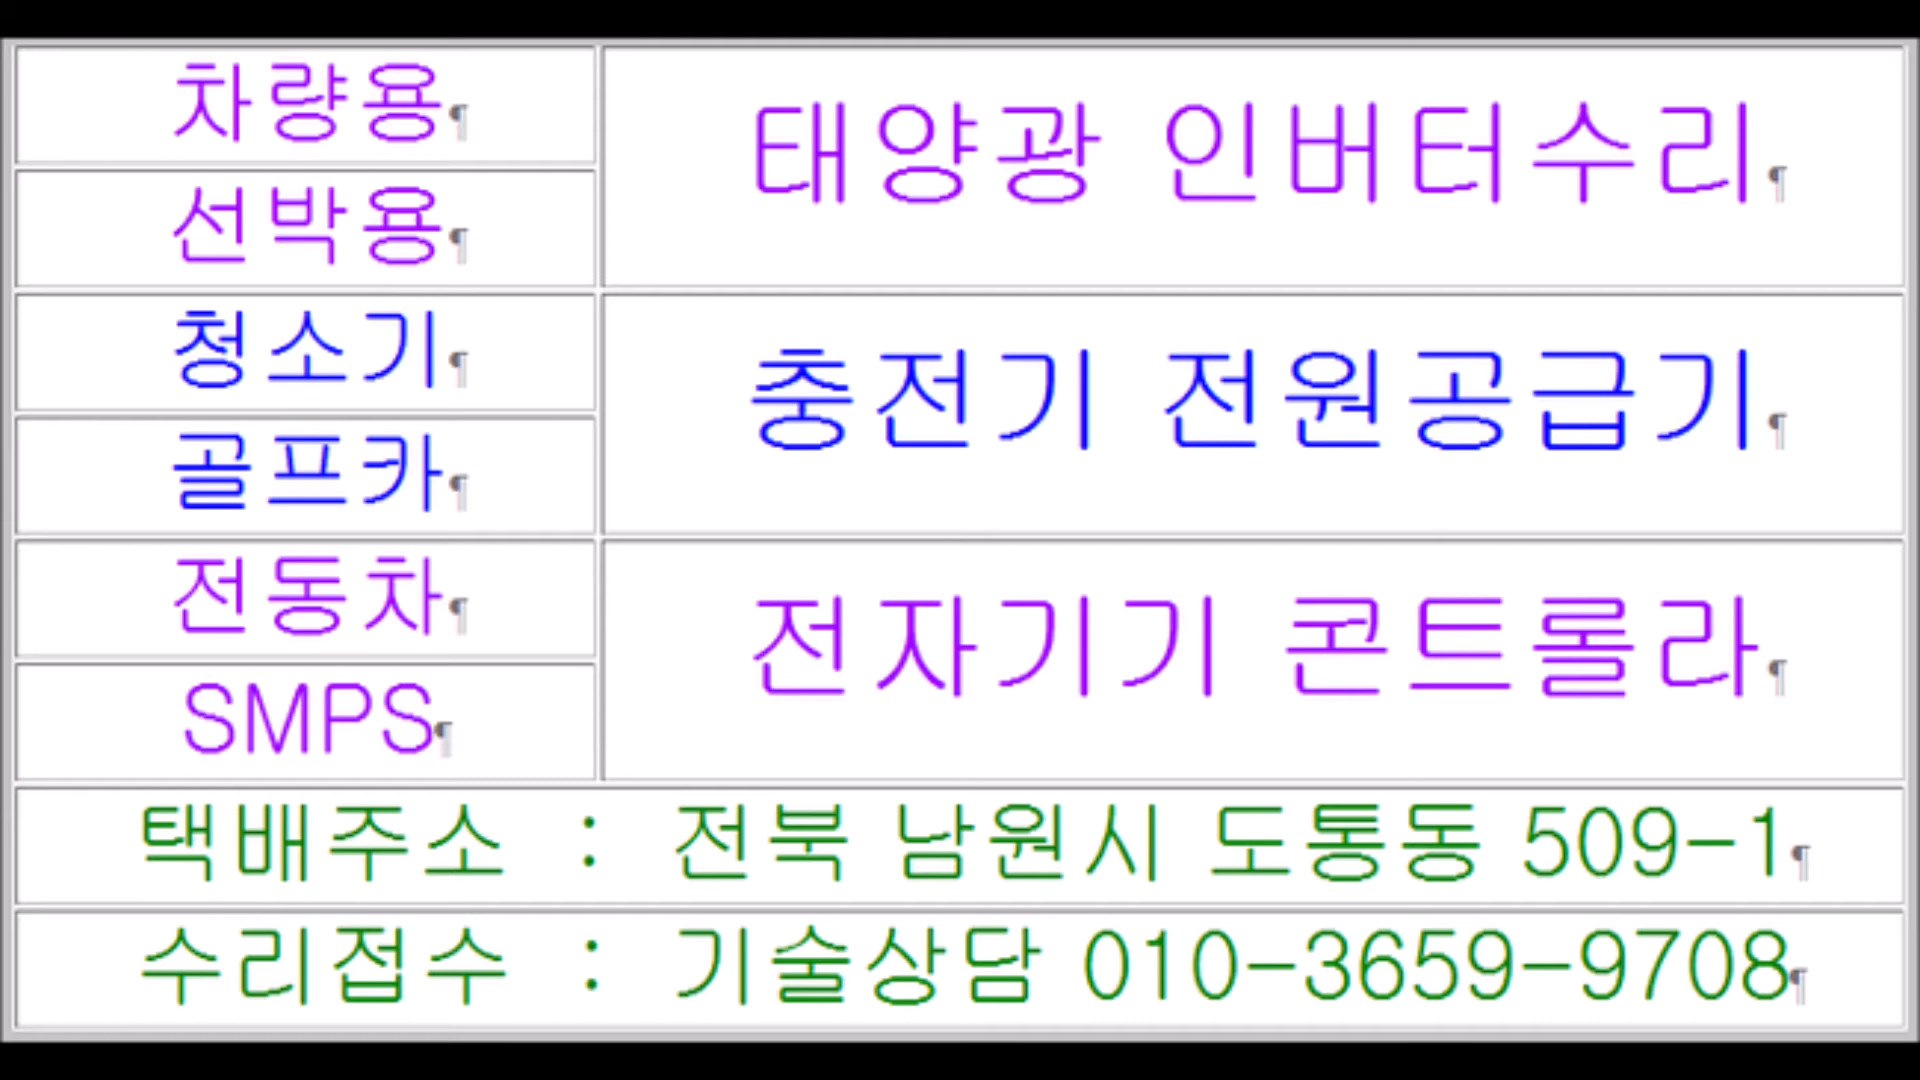 차량용
태양광 인버터수리
선박용
청소기
충전기 전원공급기
골프카
전동차
전자기기 콘트롤라
SMPS
택배주소 : 전북 남원시 도통동 509-1
수리접수 : 기술상담 010-3659-9708